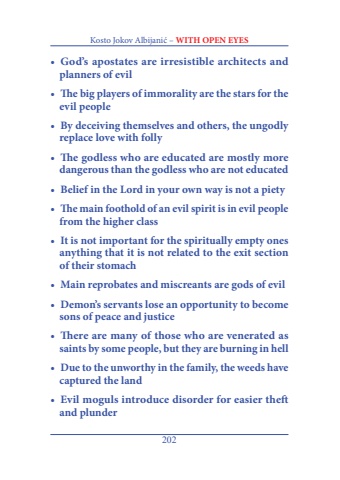 Kosto Jokov Albijanić – WITH OPEN EYES
• God's apostates are irresistible architects and
planners of evil
• The big players of immorality are the stars for the
evil people
• By deceiving themselves and others, the ungodly
replace love with folly
• The godless who are educated are mostly more
dangerous than the godless who are not educated
• Belief in the Lord in your own way is not a piety
• The main foothold of an evil spirit is in evil people
from the higher class
• It is not important for the spiritually empty ones
anything that it is not related to the exit section
of their stomach
• Main reprobates and miscreants are gods of evil
• Demon's servants lose an opportunity to become
sons of peace and justice
• There are many of those who are venerated as
saints by some people, but they are burning in hell
• Due to the unworthy in the family, the weeds have
captured the land
• Evil moguls introduce disorder for easier theft
and plunder
202